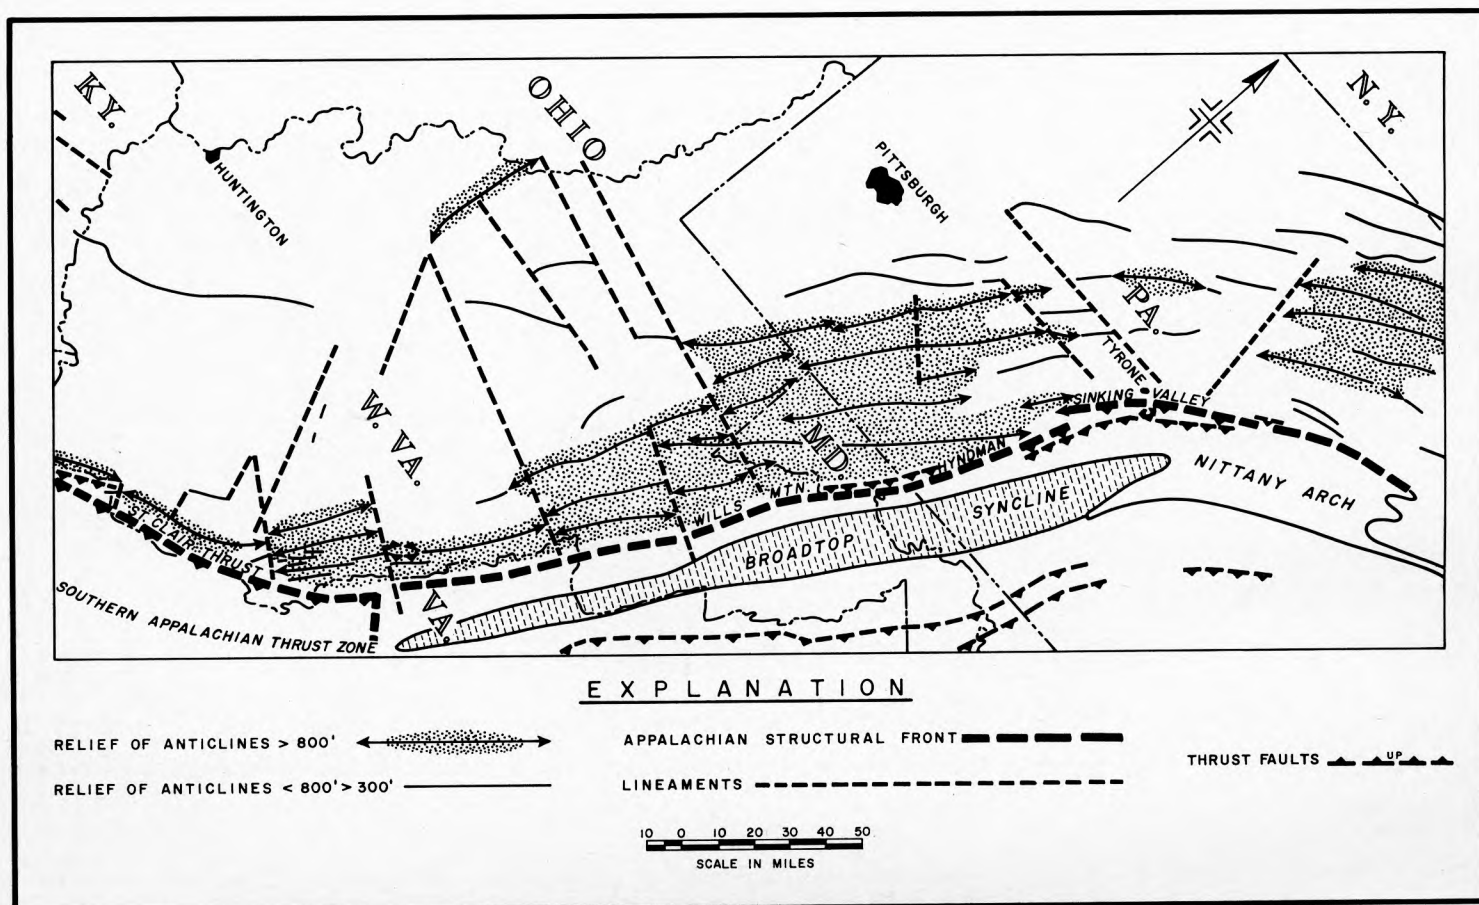 KY.
OHIO
N.Y.
HUNTINGTON
PITTSBURGH
PA.
TYRONE
SINKING VALLEY
W. VA.
MD
HYNDMAN
WILLS MTN.
NITTANY ARCH
SYNCLINE
BROADTOP
ST. CLAIR THRUST
VA.
SOUTHERN APPALACHIAN THRUST ZONE
EXPLANATION
RELIEF OF ANTICLINES > 800'
RELIEF OF ANTICLINES < 800' > 300'
APPALACHIAN STRUCTURAL FRONT
LINEAMENTS
THRUST FAULTS UP
10 0 10 20 30 40 50
SCALE IN MILES